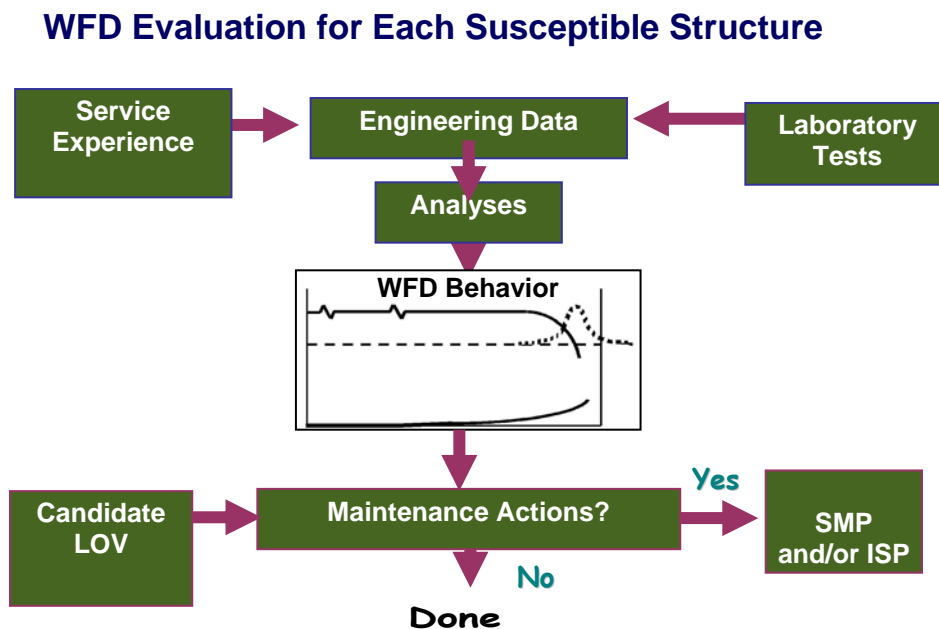 WFD Evaluation for Each Susceptible Structure
Service
Experience
Engineering Data
Laboratory
Tests
Analyses
WFD Behavior
Candidate
LOV
Maintenance Actions?
Yes
SMP
and/or ISP
No
Done